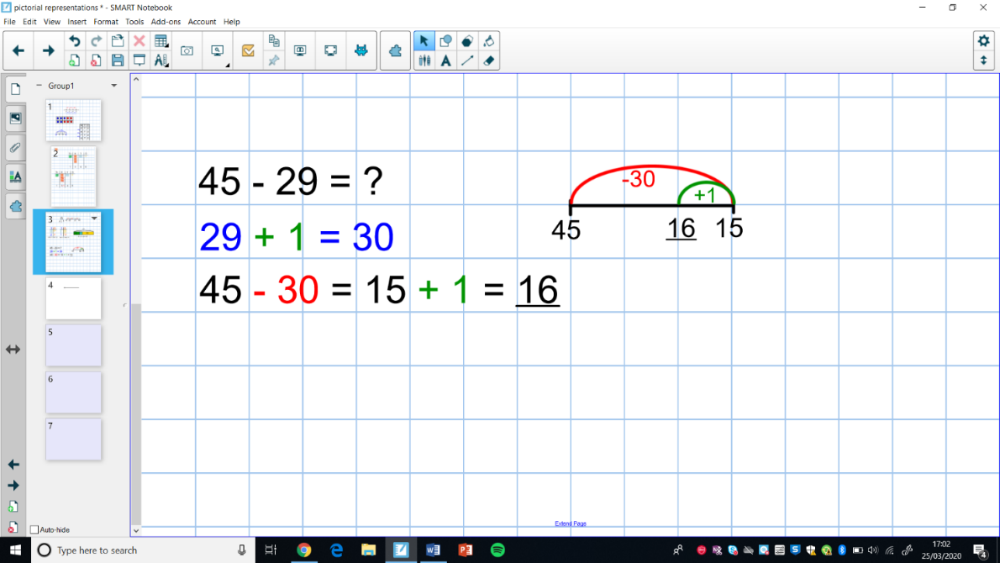 pictorial representations * - SMART Notebook
File Edit View Insert Format Tools Add-ons Account Help
Group1
1
2
3
4
5
6
7
Auto-hide
45 - 29 = ?
29 + 1 = 30
45 - 30 = 15 + 1 = 16
-30
+1
45 16 15
Extend Page
Type here to search
17:02
25/03/2020
4